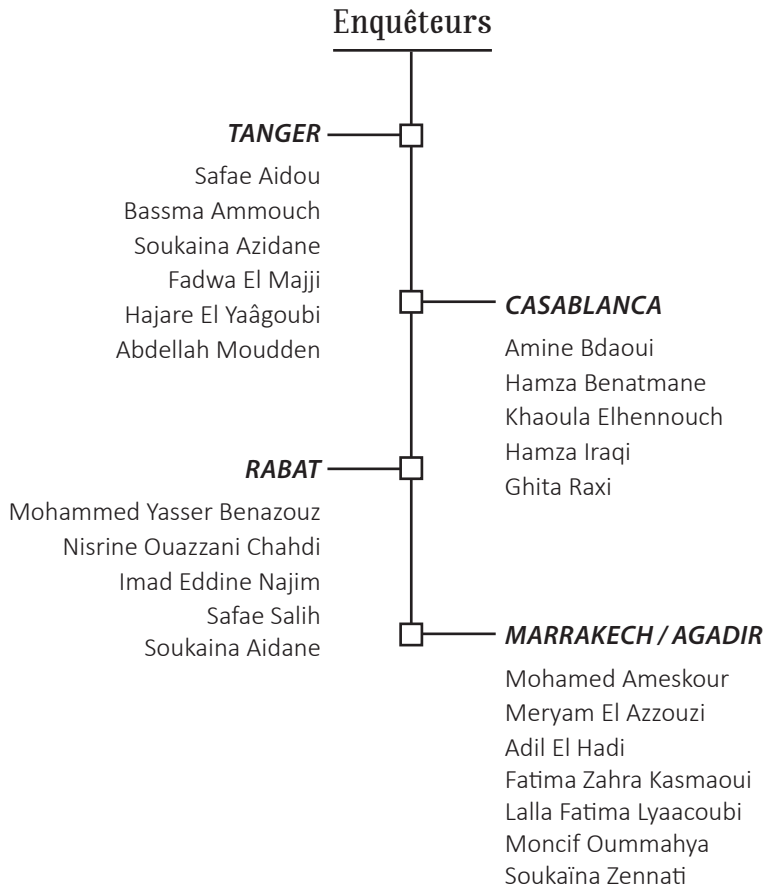 Enquêteurs
TANGER
Safae Aidou
Bassma Ammouch
Soukaina Azidane
Fadwa El Majji
Hajare El Yaâgoubi
Abdellah Moudden
CASABLANCA
Amine Bdaoui
Hamza Benatmane
Khaoula Elhennouch
Hamza Iraqi
Ghita Raxi
RABAT
Mohammed Yasser Benazouz
Nisrine Ouazzani Chahdi
Imad Eddine Najim
Safae Salih
Soukaina Aidane
MARRAKECH / AGADIR
Mohamed Ameskour
Meryam El Azzouzi
Adil El Hadi
Fatima Zahra Kasmaoui
Lalla Fatima Lyaacoubi
Moncif Oummahya
Soukaïna Zennati